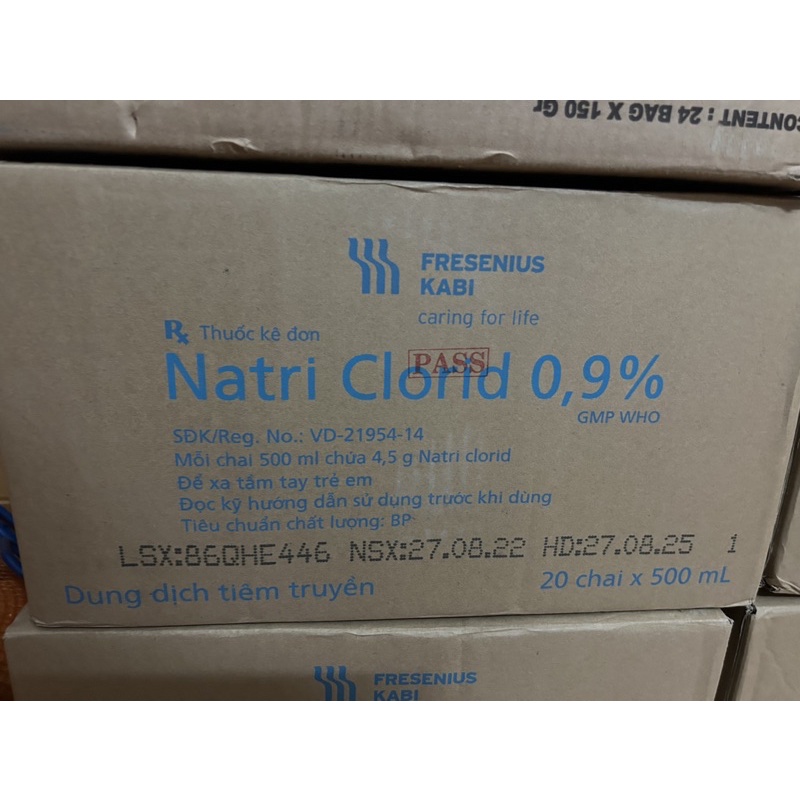 CONTENT : 24 BAG X 150 Gr
FRESENIUS
KABI
caring for life
Rx Thuốc kê đơn
Natri Clorid 0,9%
PASS
GMP WHO
SĐK/Reg. No.: VD-21954-14
Mỗi chai 500 ml chứa 4,5 g Natri clorid
Để xa tầm tay trẻ em
Đọc kỹ hướng dẫn sử dụng trước khi dùng
Tiêu chuẩn chất lượng: BP
LSX:86QHE446 NSX:27.08.22 HD:27.08.25 1
Dung dịch tiêm truyền
20 chai x 500 mL
FRESENIUS
KABI